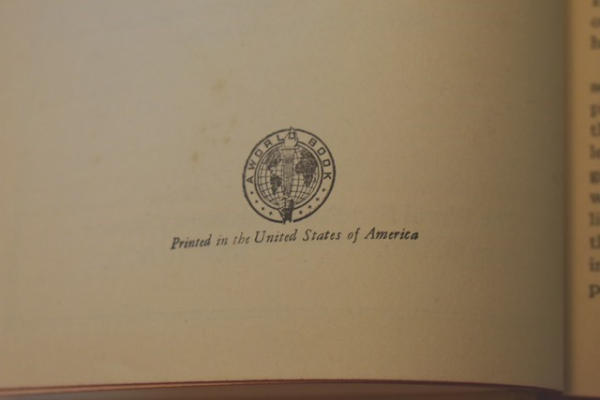 A WORLD BOOK
Printed in the United States of America